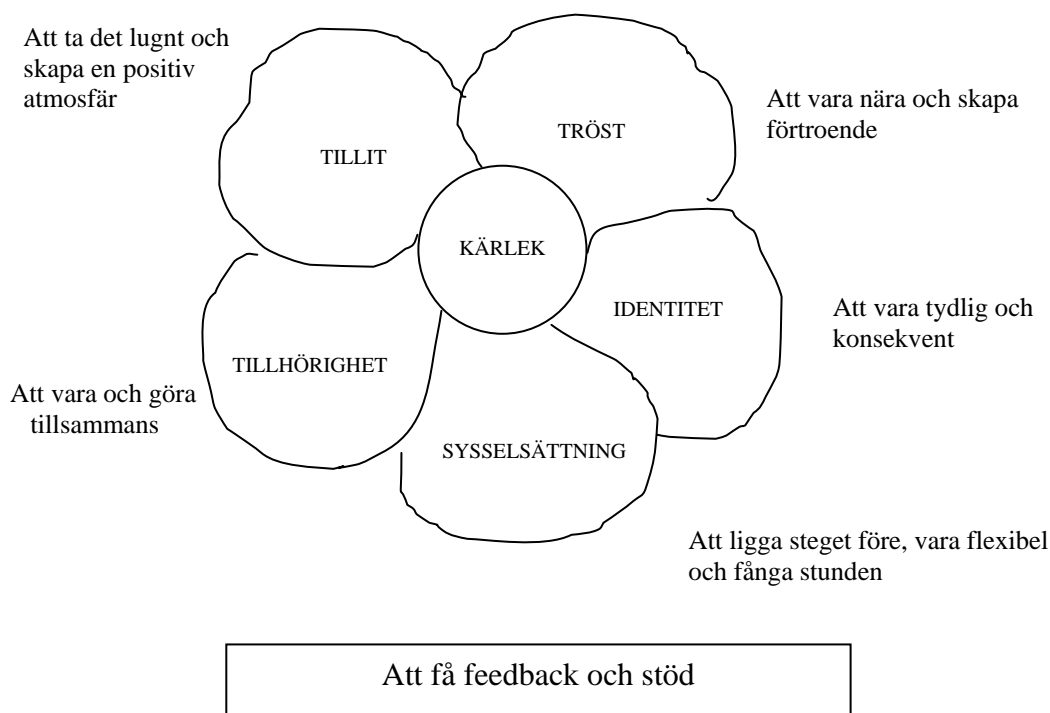 Att ta det lugnt och
skapa en positiv
atmosfär
TILLIT
TRÖST
Att vara nära och skapa
förtroende
KÄRLEK
IDENTITET
Att vara tydlig och
konsekvent
TILLHÖRIGHET
Att vara och göra
tillsammans
SYSSELSÄTTNING
Att ligga steget före, vara flexibel
och fånga stunden
Att få feedback och stöd